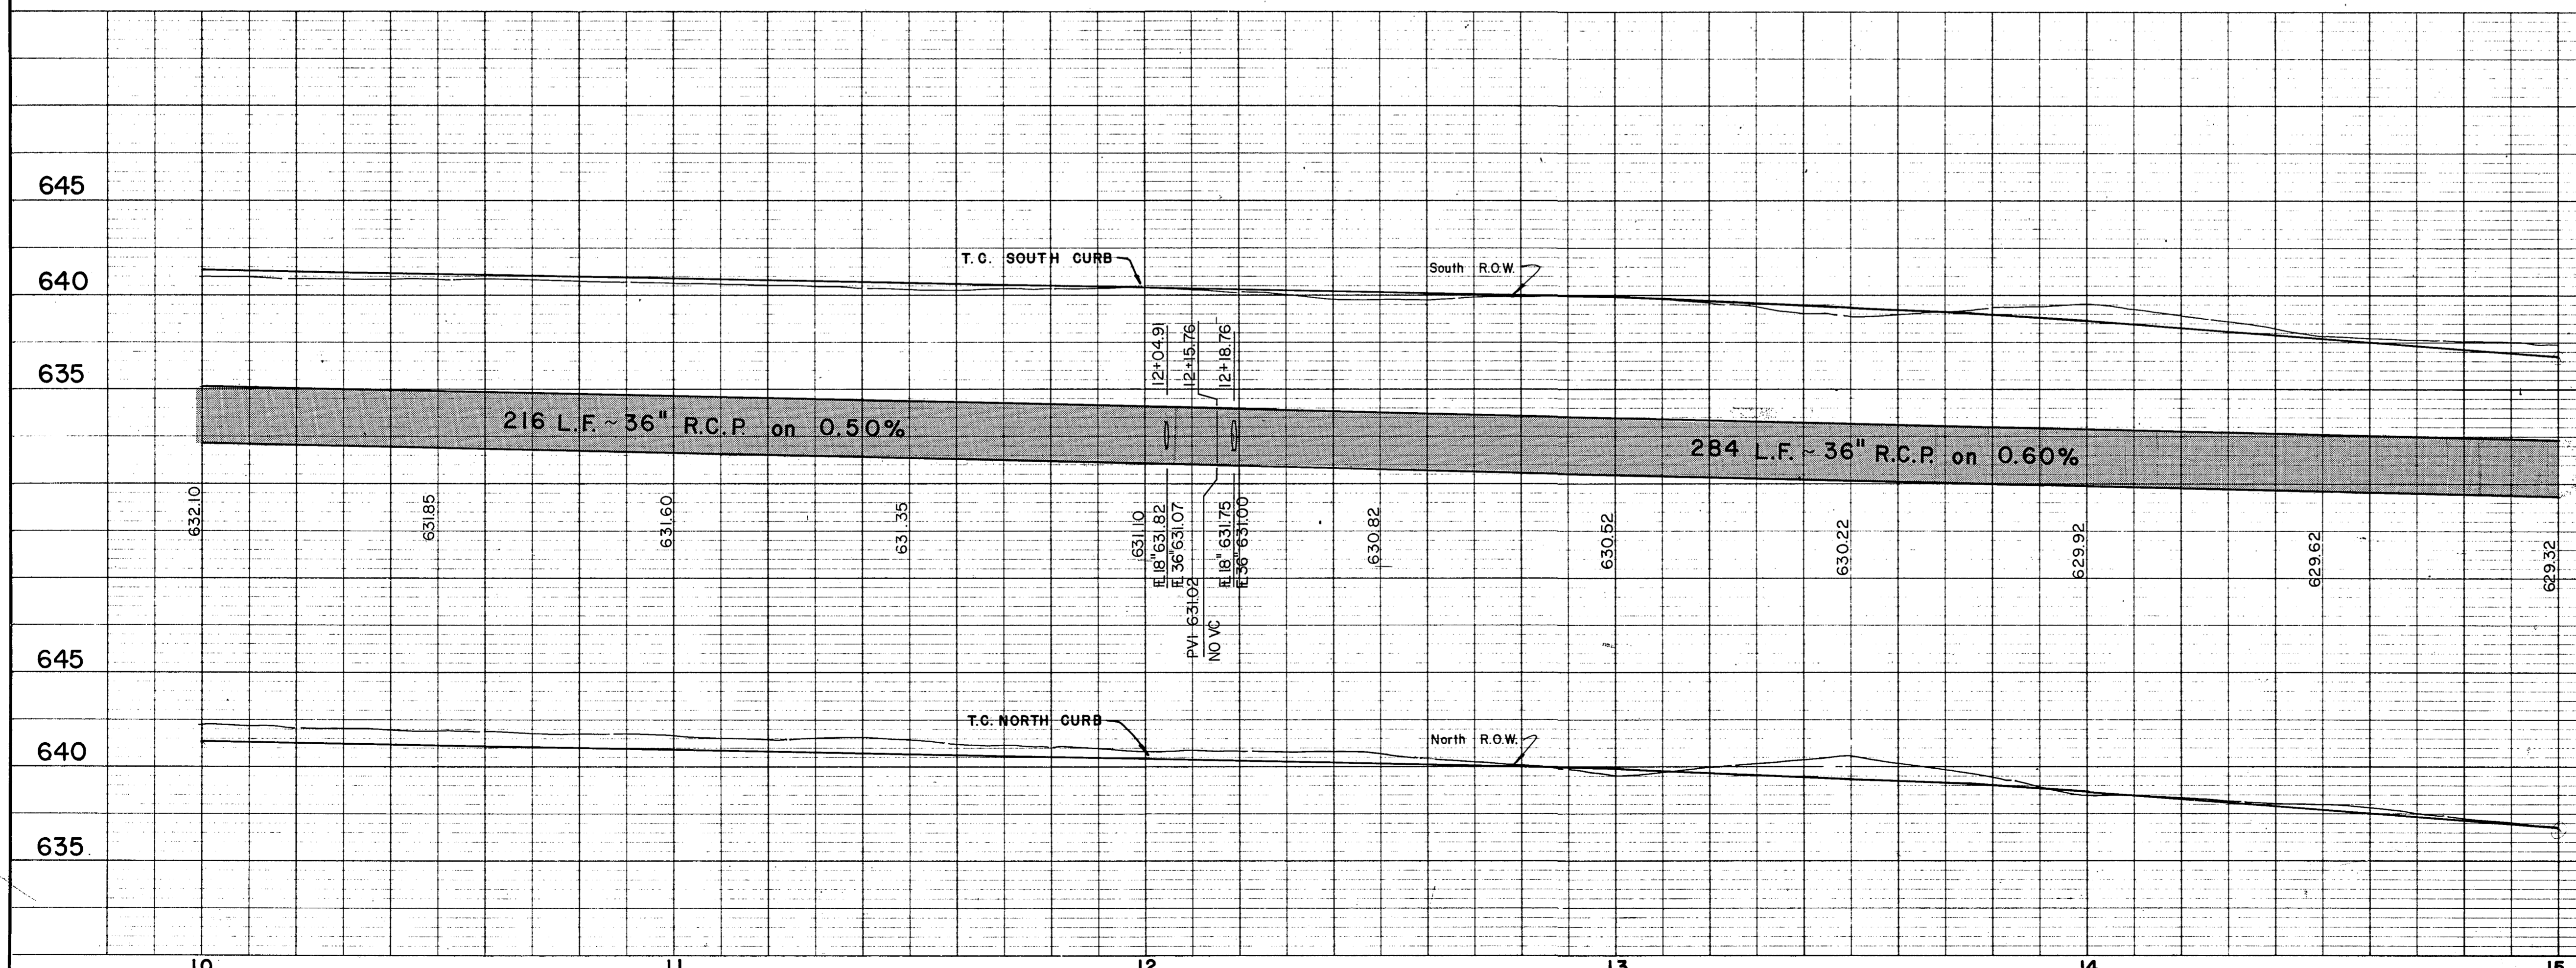 645
640
635
T.C. SOUTH CURB
South R.O.W.
12+04.91
12+15.76
12+18.76
216 L.F. ~ 36" R.C.P. on 0.50%
284 L.F. ~ 36" R.C.P. on 0.60%
632.10
631.85
631.60
631.35
631.10
FL 18" 631.82
FL 36" 631.07
PVI 631.02
NO VC
FL 18" 631.75
FL 36" 631.00
630.82
630.52
630.22
629.92
629.62
629.32
645
640
635
T.C. NORTH CURB
North R.O.W.
10 11 12 13 14 15